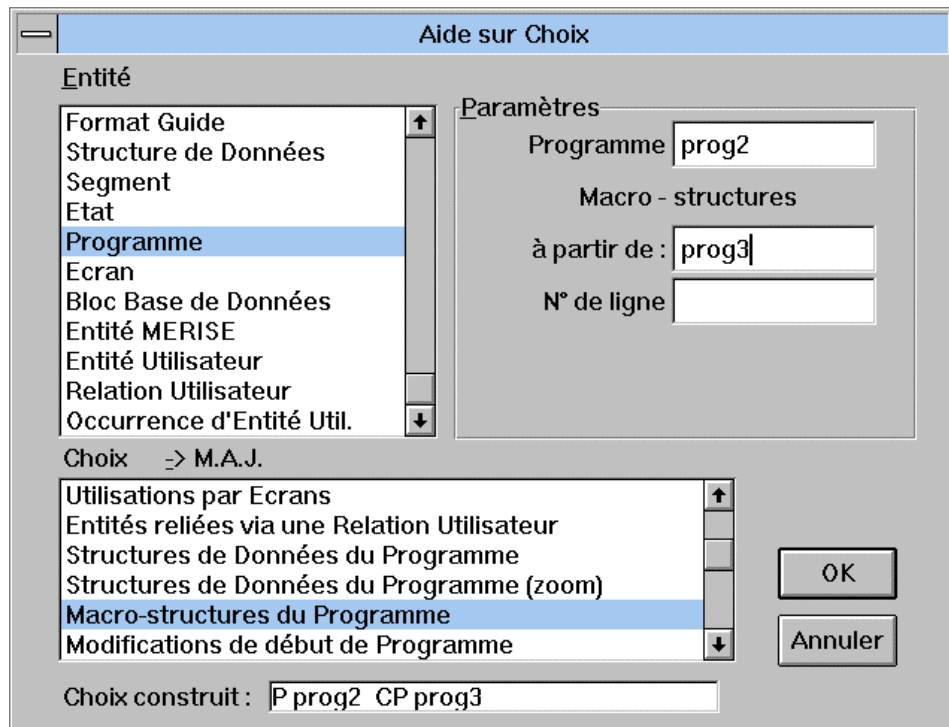 Aide sur Choix
Entité
Format Guide
Structure de Données
Segment
Etat
Programme
Ecran
Bloc Base de Données
Entité MERISE
Entité Utilisateur
Relation Utilisateur
Occurrence d'Entité Util.
Paramètres
Programme prog2
Macro - structures
à partir de : prog3
N° de ligne
Choix -> M.A.J.
Utilisations par Ecrans
Entités reliées via une Relation Utilisateur
Structures de Données du Programme
Structures de Données du Programme (zoom)
Macro-structures du Programme
Modifications de début de Programme
OK
Annuler
Choix construit : P prog2 CP prog3